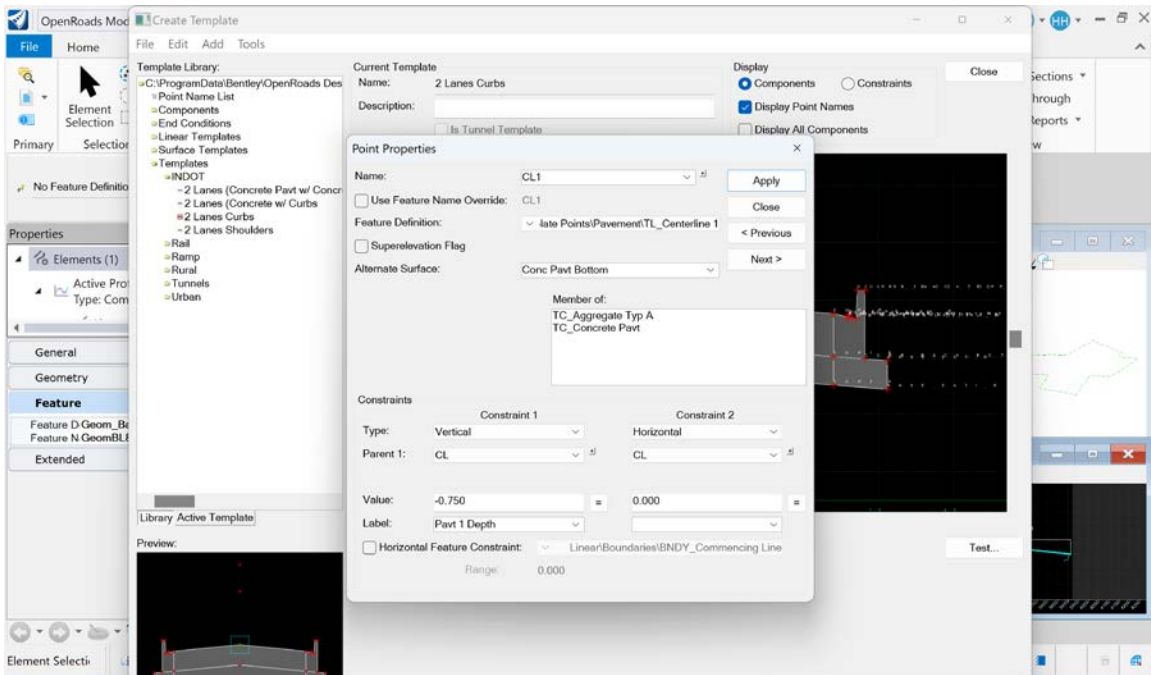 OpenRoads Mod
Create Template
HH
File Home
File Edit Add Tools
Element
Selection
Primary
Selection
No Feature Definitio
Properties
Elements (1)
Active Pro
Type: Com
General
Geometry
Feature
Feature D Geom_Ba
Feature N GeomBL
Extended
Element Selecti
Template Library:
C:\ProgramData\Bentley\OpenRoads Des
Point Name List
Components
End Conditions
Linear Templates
Surface Templates
Templates
INDOT
2 Lanes (Concrete Pavt w/ Concr
2 Lanes (Concrete w/ Curbs
2 Lanes Curbs
2 Lanes Shoulders
Rail
Ramp
Rural
Tunnels
Urban
Library Active Template
Preview:
Current Template
Name: 2 Lanes Curbs
Description:
Is Tunnel Template
Display
Components Constraints
Display Point Names
Display All Components
Close
Sections
hrough
Reports
w
Test...
Point Properties
Name: CL1
Use Feature Name Override: CL1
Feature Definition: late Points\Pavement\TL_Centerline 1
Superelevation Flag
Alternate Surface: Conc Pavt Bottom
Apply
Close
< Previous
Next >
Member of:
TC_Aggregate Typ A
TC_Concrete Pavt
Constraints
Constraint 1 Constraint 2
Type: Vertical Horizontal
Parent 1: CL CL
Value: -0.750 = 0.000 =
Label: Pavt 1 Depth
Horizontal Feature Constraint: Linear\Boundaries\BNDY_Commencing Line
Range: 0.000